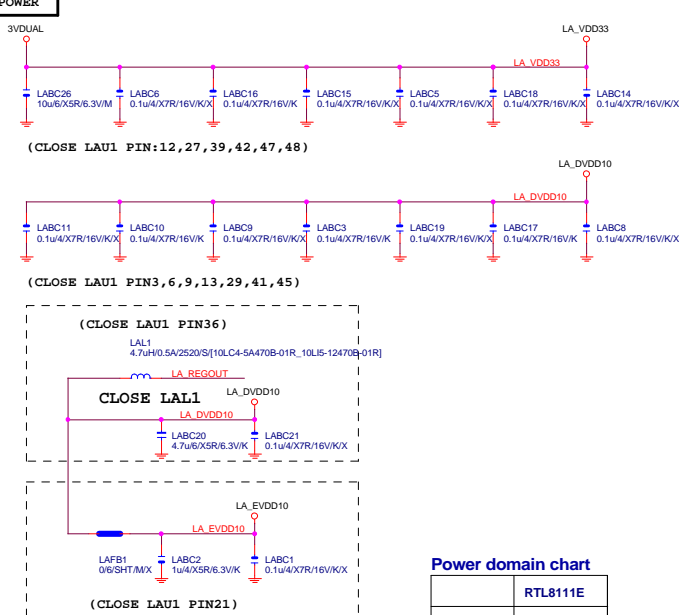 POWER
3VDUAL
LA_VDD33
LA_VDD33
LABC26
10u/6/X5R/6.3V/M
LABC6
0.1u/4/X7R/16V/K/X
LABC16
0.1u/4/X7R/16V/K
LABC15
0.1u/4/X7R/16V/K/X
LABC5
0.1u/4/X7R/16V/K/X
LABC18
0.1u/4/X7R/16V/K/X
LABC14
0.1u/4/X7R/16V/K/X
(CLOSE LAU1 PIN:12,27,39,42,47,48)
LA_DVDD10
LA_DVDD10
LABC11
0.1u/4/X7R/16V/K/X
LABC10
0.1u/4/X7R/16V/K
LABC9
0.1u/4/X7R/16V/K/X
LABC3
0.1u/4/X7R/16V/K
LABC19
0.1u/4/X7R/16V/K/X
LABC17
0.1u/4/X7R/16V/K
LABC8
0.1u/4/X7R/16V/K/X
(CLOSE LAU1 PIN3,6,9,13,29,41,45)
(CLOSE LAU1 PIN36)
LAL1
4.7uH/0.5A/2520/S/[10LC4-5A470B-01R_10LI5-12470B-01R]
LA_REGOUT
CLOSE LAL1
LA_DVDD10
LA_DVDD10
LABC20
4.7u/6/X5R/6.3V/K
LABC21
0.1u/4/X7R/16V/K/X
LA_EVDD10
LA_EVDD10
LAFB1
0/6/SHT/M/X
LABC2
1u/4/X5R/6.3V/K
LABC1
0.1u/4/X7R/16V/K/X
(CLOSE LAU1 PIN21)
Power domain chart
RTL8111E